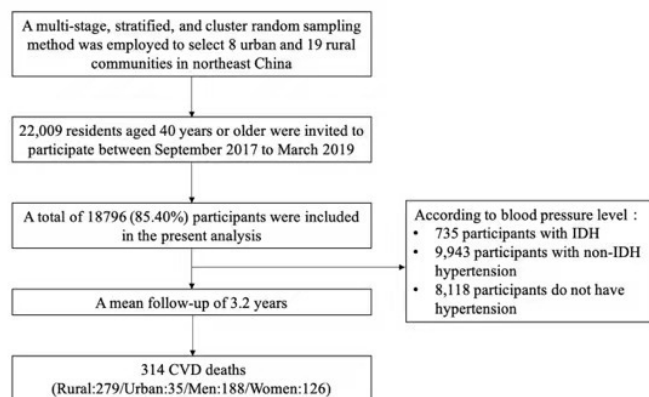 A multi-stage, stratified, and cluster random sampling
method was employed to select 8 urban and 19 rural
communities in northeast China
22,009 residents aged 40 years or older were invited to
participate between September 2017 to March 2019
A total of 18796 (85.40%) participants were included
in the present analysis
According to blood pressure level：
• 735 participants with IDH
• 9,943 participants with non-IDH
hypertension
• 8,118 participants do not have
hypertension
A mean follow-up of 3.2 years
314 CVD deaths
(Rural:279/Urban:35/Men:188/Women:126)